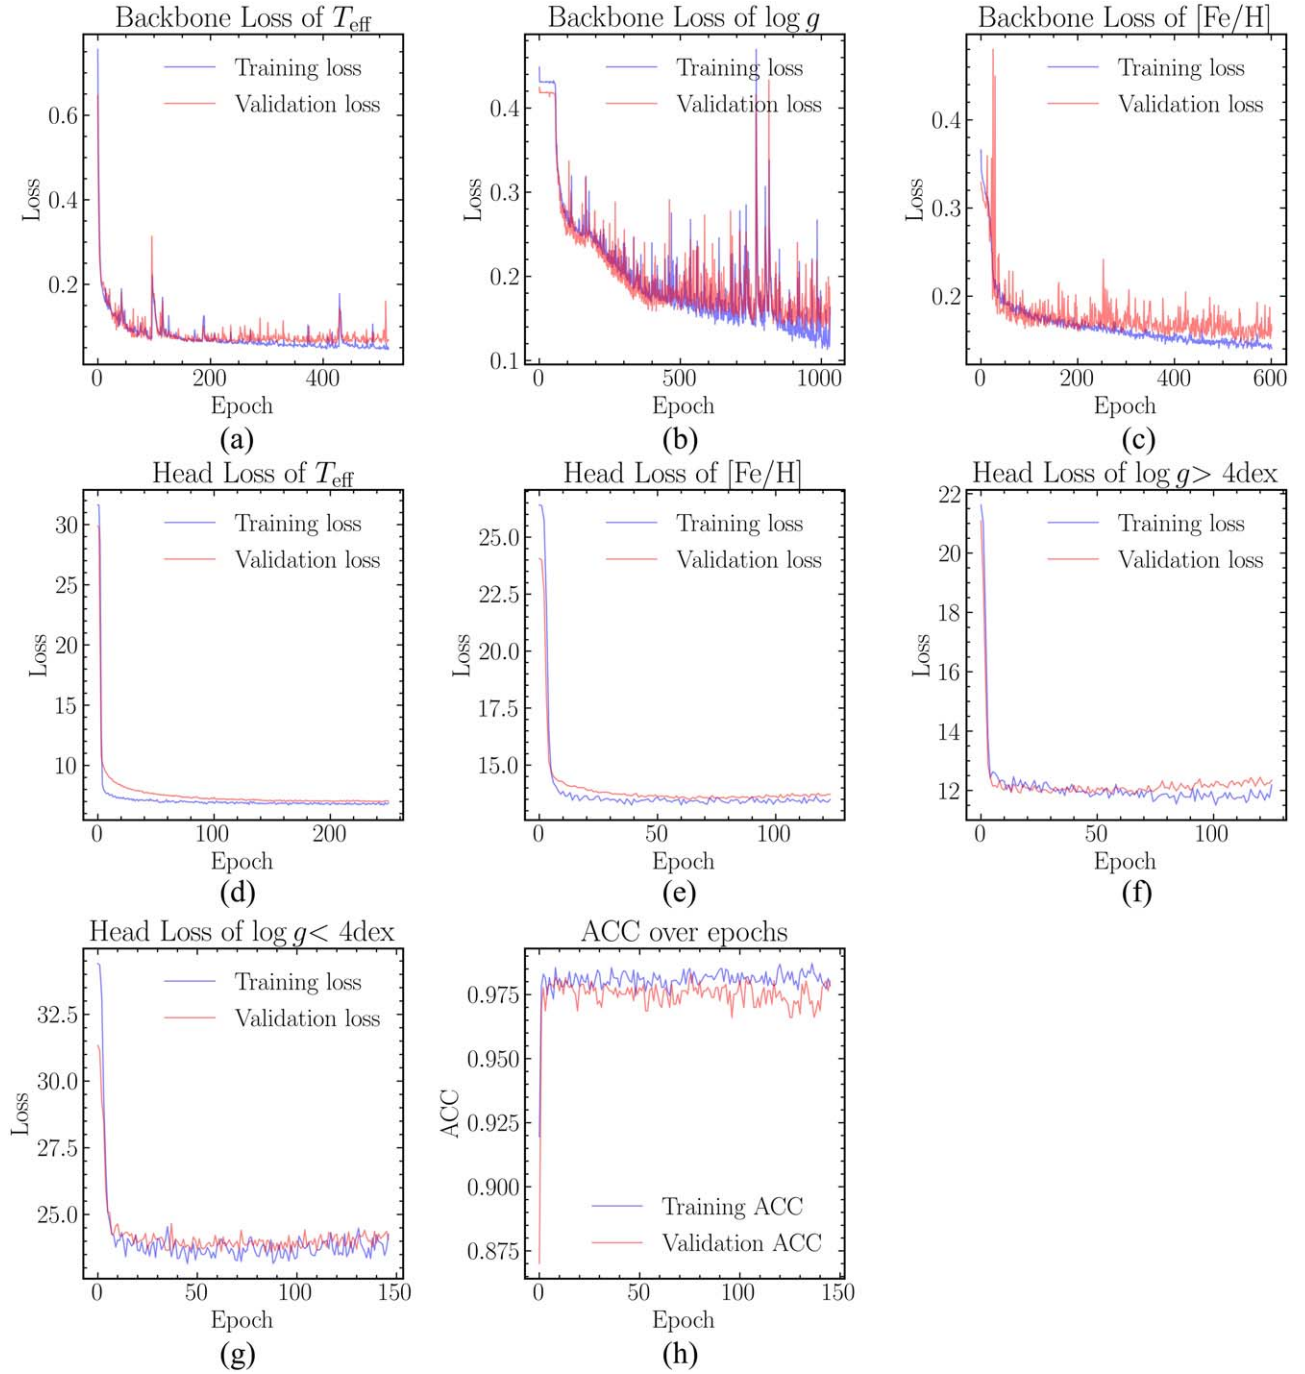 Backbone Loss of T_eff
Training loss
Validation loss
0.6
0.4
0.2
Loss
0 200 400
Epoch
(a)
Backbone Loss of log g
Training loss
Validation loss
0.4
0.3
0.2
0.1
Loss
0 500 1000
Epoch
(b)
Backbone Loss of [Fe/H]
Training loss
Validation loss
0.4
0.3
0.2
Loss
0 200 400 600
Epoch
(c)
Head Loss of T_eff
Training loss
Validation loss
30
25
20
15
10
Loss
0 100 200
Epoch
(d)
Head Loss of [Fe/H]
Training loss
Validation loss
25.0
22.5
20.0
17.5
15.0
Loss
0 50 100
Epoch
(e)
Head Loss of log g> 4dex
Training loss
Validation loss
22
20
18
16
14
12
Loss
0 50 100
Epoch
(f)
Head Loss of log g< 4dex
Training loss
Validation loss
32.5
30.0
27.5
25.0
Loss
0 50 100 150
Epoch
(g)
ACC over epochs
0.975
0.950
0.925
0.900
0.875
ACC
Training ACC
Validation ACC
0 50 100 150
Epoch
(h)